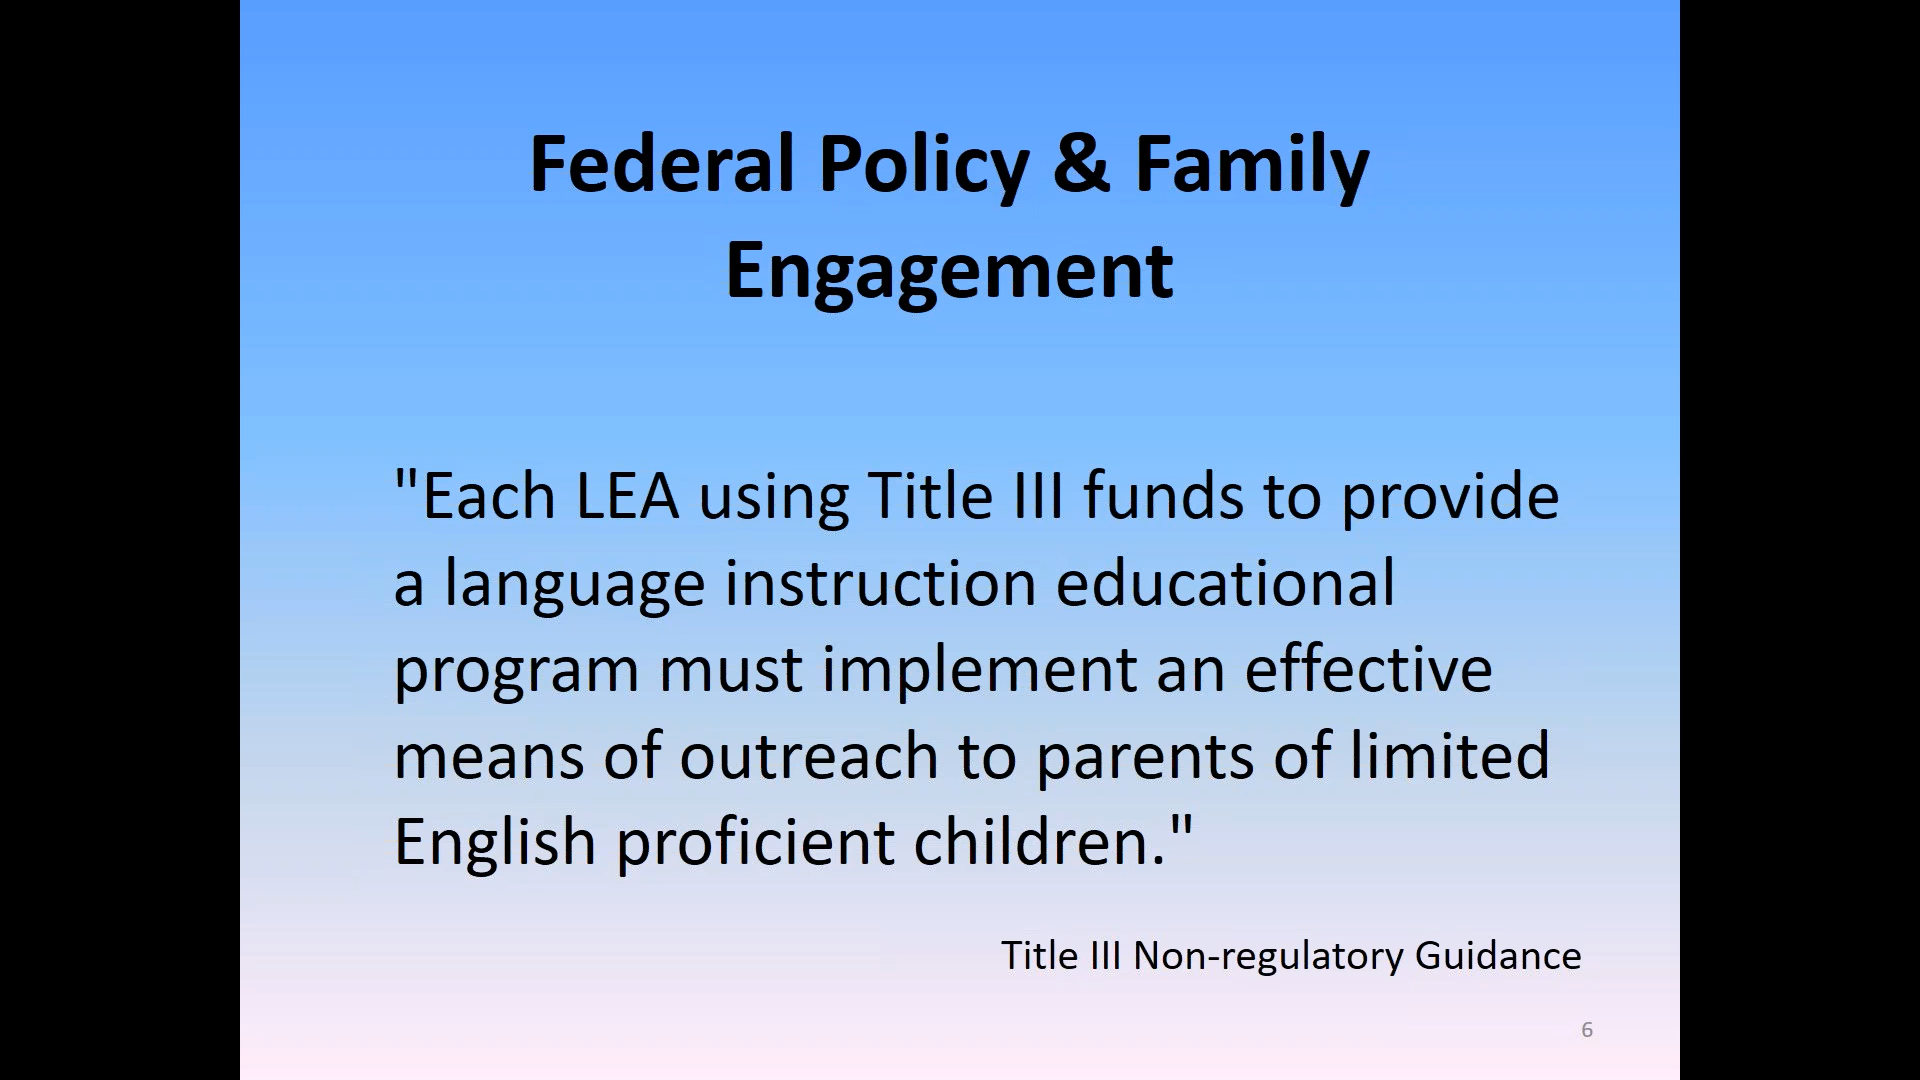 Federal Policy & Family
Engagement
"Each LEA using Title III funds to provide
a language instruction educational
program must implement an effective
means of outreach to parents of limited
English proficient children."
Title III Non-regulatory Guidance
6